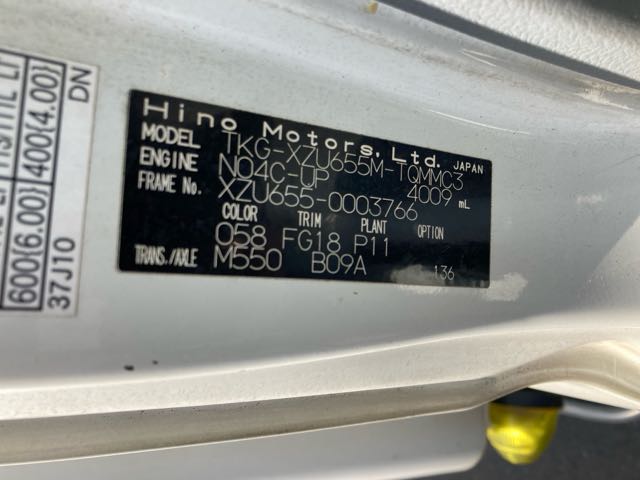 Hino Motors, Ltd. JAPAN
MODEL TKG-XZU655M-TQMMC3
ENGINE N04C-UP 4009 mL
FRAME No. XZU655-0003766
COLOR TRIM PLANT OPTION
058 FG18 P11
TRANS./AXLE M550 B09A 136
600(6.00) 400(4.00)
37J10 DN